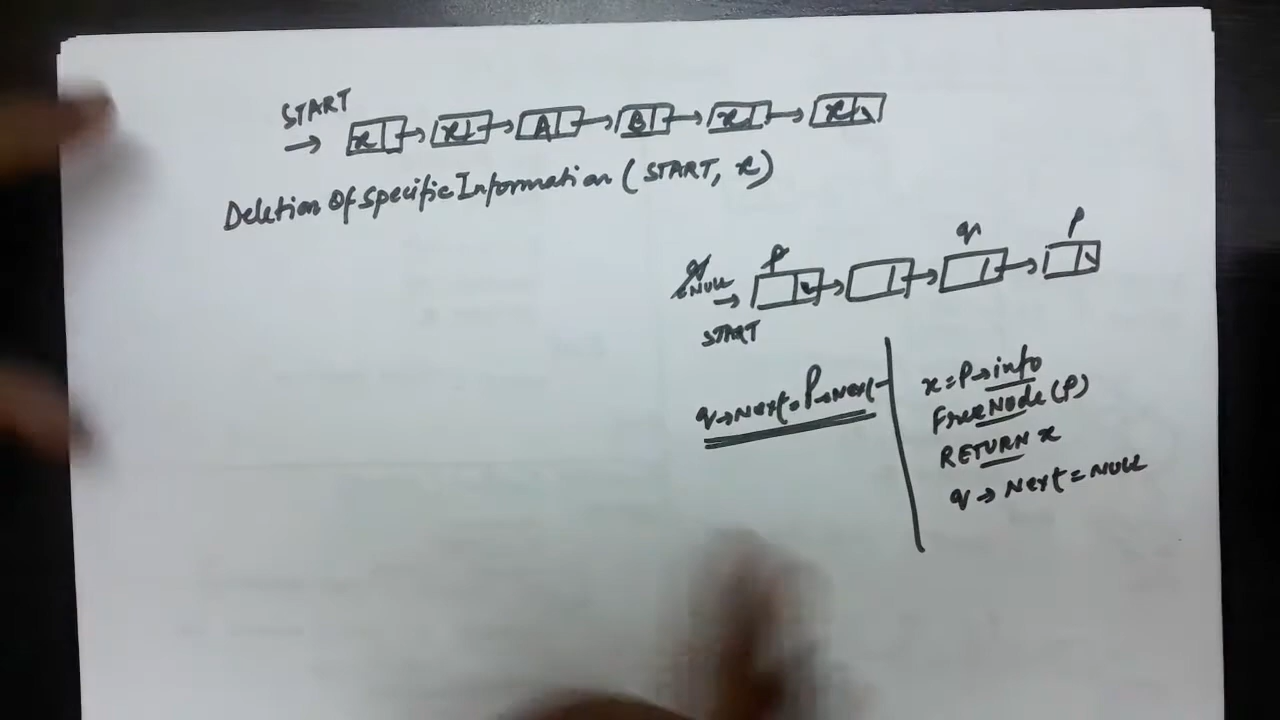 START
→ x → x → A → B → x → x
Deletion Of Specific Information (START, x)
q P q P
NULL →
START
q→Next = P→Next
x = P→info
FreeNode(P)
RETURN x
q → Next = NULL